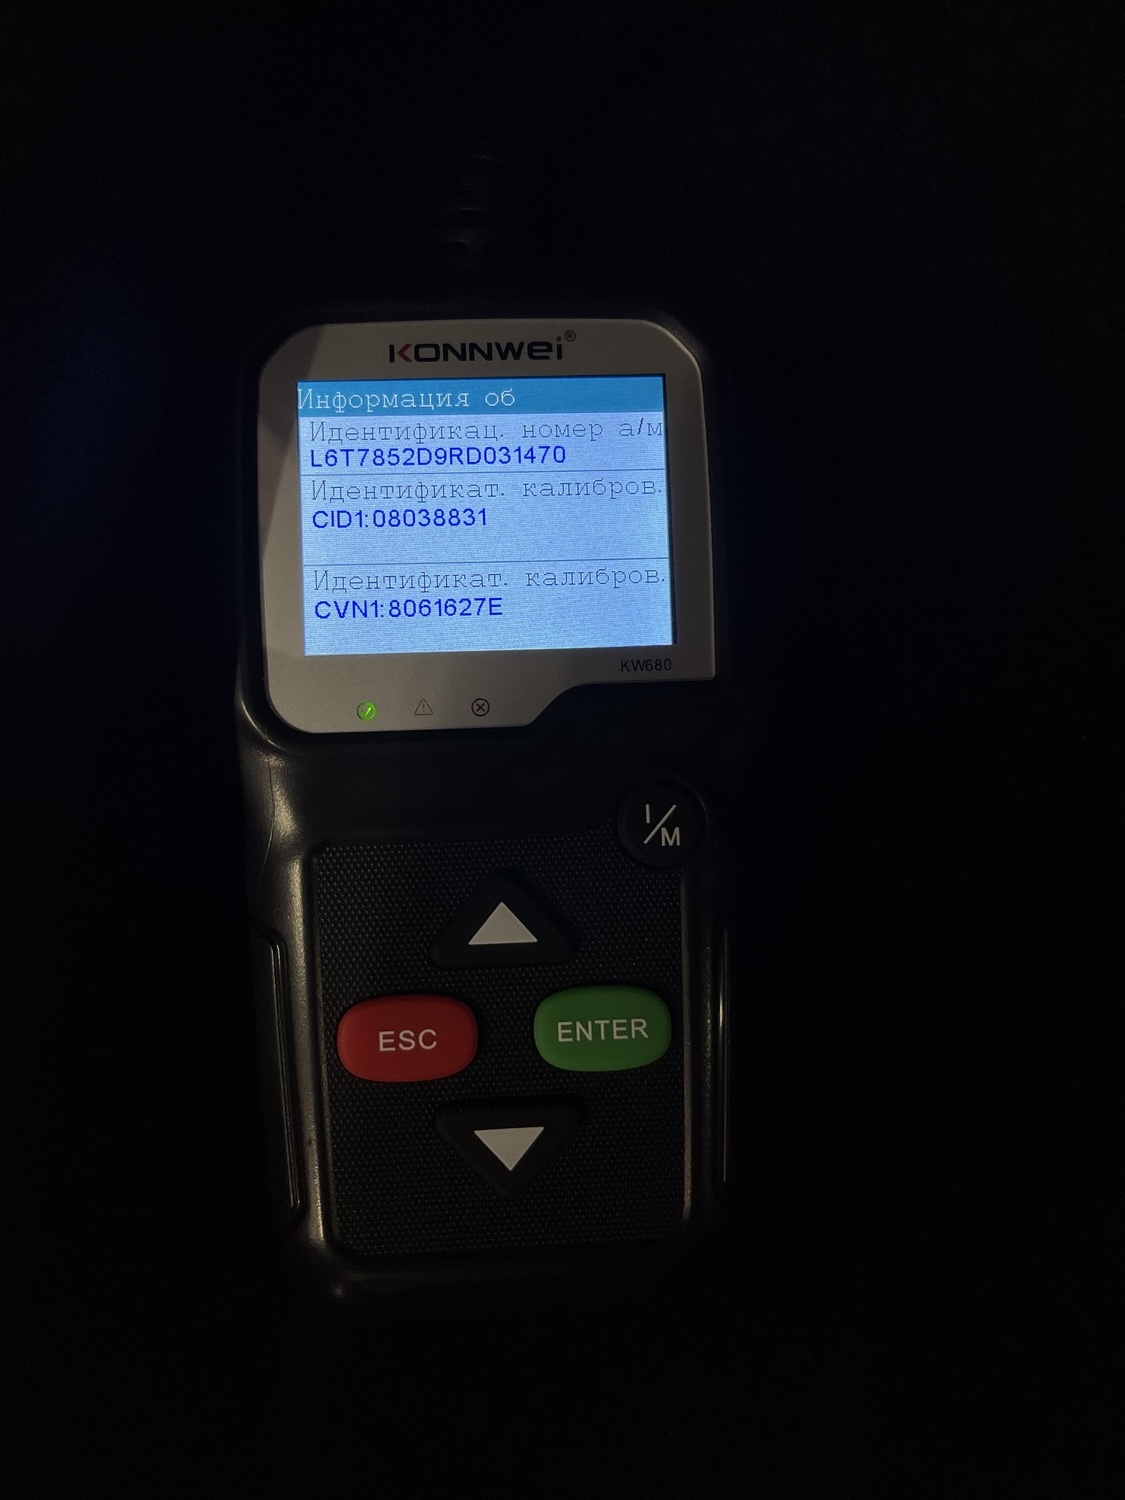 KONNWEI®
Информация об
Идентификац. номер а/м
L6T7852D9RD031470
Идентификат. калибров.
CID1:08038831
Идентификат. калибров.
CVN1:8061627E
KW680
I/M
ESC
ENTER